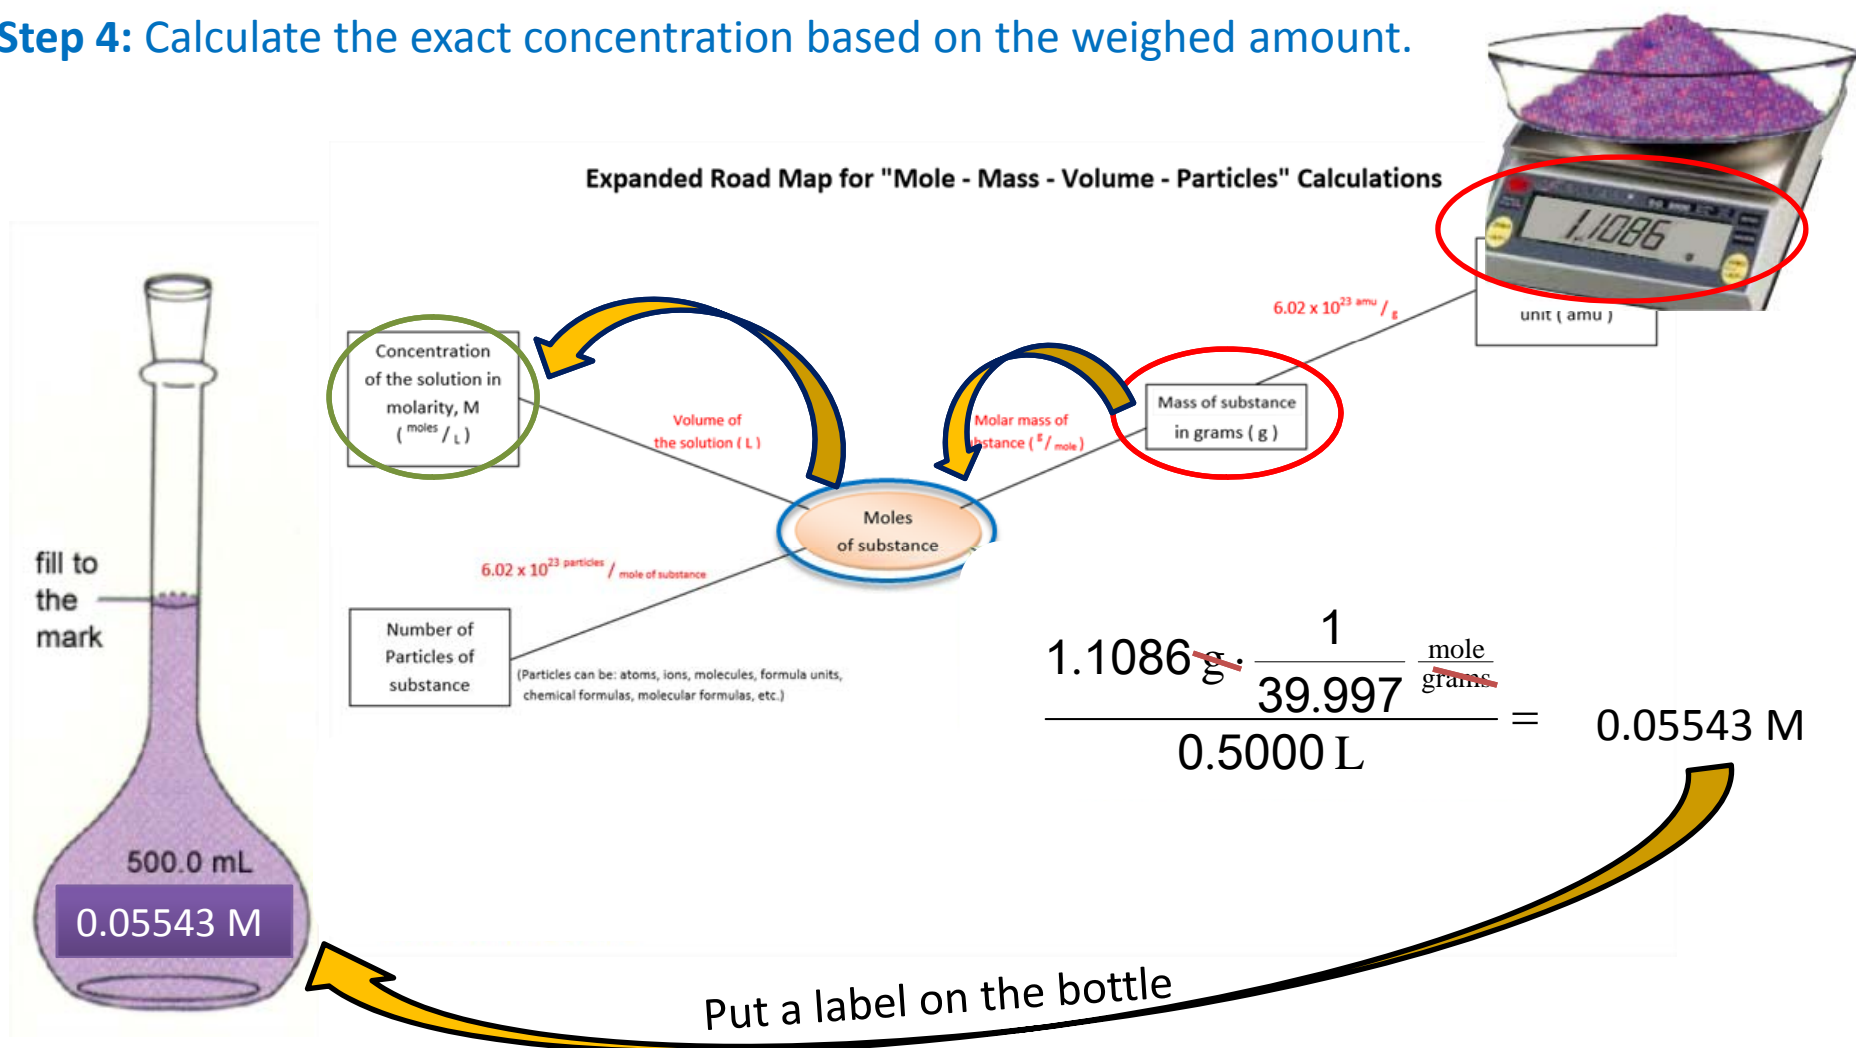 Step 4: Calculate the exact concentration based on the weighed amount.
Expanded Road Map for "Mole - Mass - Volume - Particles" Calculations
1.1086
g
unit ( amu )
6.02 x 10^23 amu / g
Concentration
of the solution in
molarity, M
( moles / L )
Volume of
the solution ( L )
Molar mass of
bstance ( g / mole )
Mass of substance
in grams ( g )
Moles
of substance
6.02 x 10^23 particles / mole of substance
Number of
Particles of
substance
(Particles can be: atoms, ions, molecules, formula units,
chemical formulas, molecular formulas, etc.)
fill to
the
mark
500.0 mL
0.05543 M
1.1086 g · 1 / 39.997 mole / grams
0.5000 L
= 0.05543 M
Put a label on the bottle